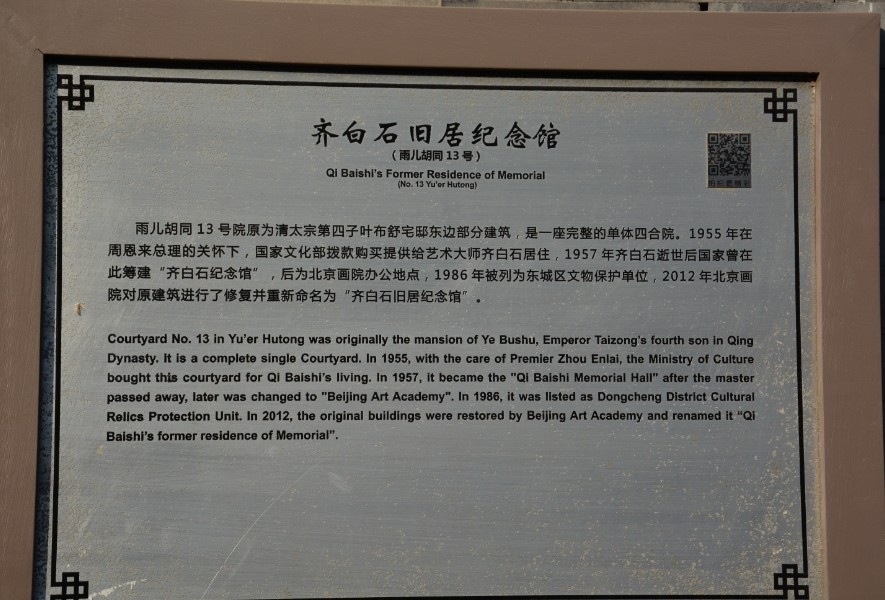 齐白石旧居纪念馆
（雨儿胡同13号）
Qi Baishi's Former Residence of Memorial
(No. 13 Yu'er Hutong)
雨儿胡同 13 号院原为清太宗第四子叶布舒宅邸东边部分建筑，是一座完整的单体四合院。1955 年在
周恩来总理的关怀下，国家文化部拨款购买提供给艺术大师齐白石居住，1957 年齐白石逝世后国家曾在
此筹建“齐白石纪念馆”，后为北京画院办公地点，1986 年被列为东城区文物保护单位，2012 年北京画
院对原建筑进行了修复并重新命名为“齐白石旧居纪念馆”。
Courtyard No. 13 in Yu'er Hutong was originally the mansion of Ye Bushu, Emperor Taizong's fourth son in Qing
Dynasty. It is a complete single Courtyard. In 1955, with the care of Premier Zhou Enlai, the Ministry of Culture
bought this courtyard for Qi Baishi's living. In 1957, it became the "Qi Baishi Memorial Hall" after the master
passed away, later was changed to "Beijing Art Academy". In 1986, it was listed as Dongcheng District Cultural
Relics Protection Unit. In 2012, the original buildings were restored by Beijing Art Academy and renamed it “Qi
Baishi's former residence of Memorial”.